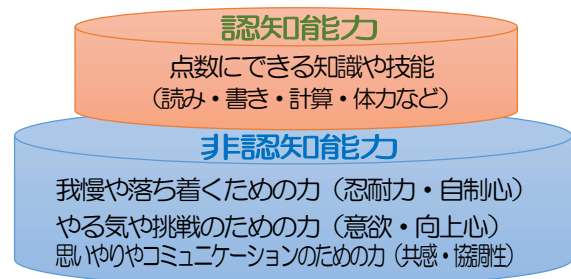 認知能力
点数にできる知識や技能
（読み・書き・計算・体力など）
非認知能力
我慢や落ち着くための力（忍耐力・自制心）
やる気や挑戦のための力（意欲・向上心）
思いやりやコミュニケーションのための力（共感・協調性）